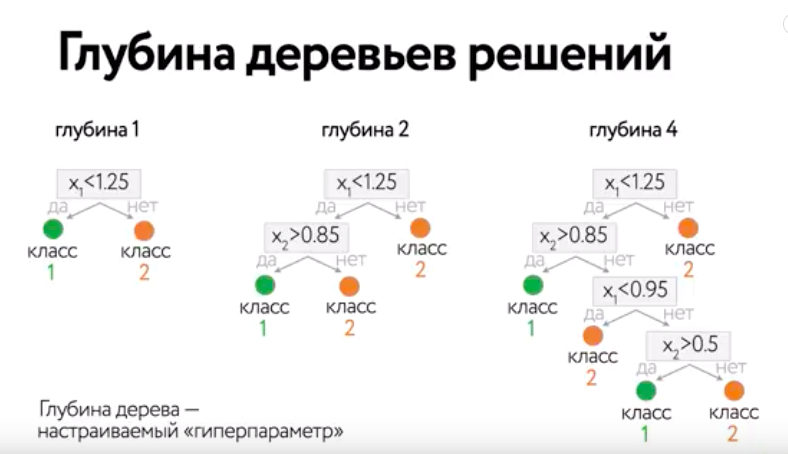 Глубина деревьев решений
глубина 1
x₁<1.25
да нет
класс 1
класс 2
глубина 2
x₁<1.25
да нет
x₂>0.85
класс 2
да нет
класс 1
класс 2
глубина 4
x₁<1.25
да нет
x₂>0.85
класс 2
да нет
класс 1
x₁<0.95
да нет
класс 2
x₂>0.5
да нет
класс 1
класс 2
Глубина дерева —
настраиваемый «гиперпараметр»